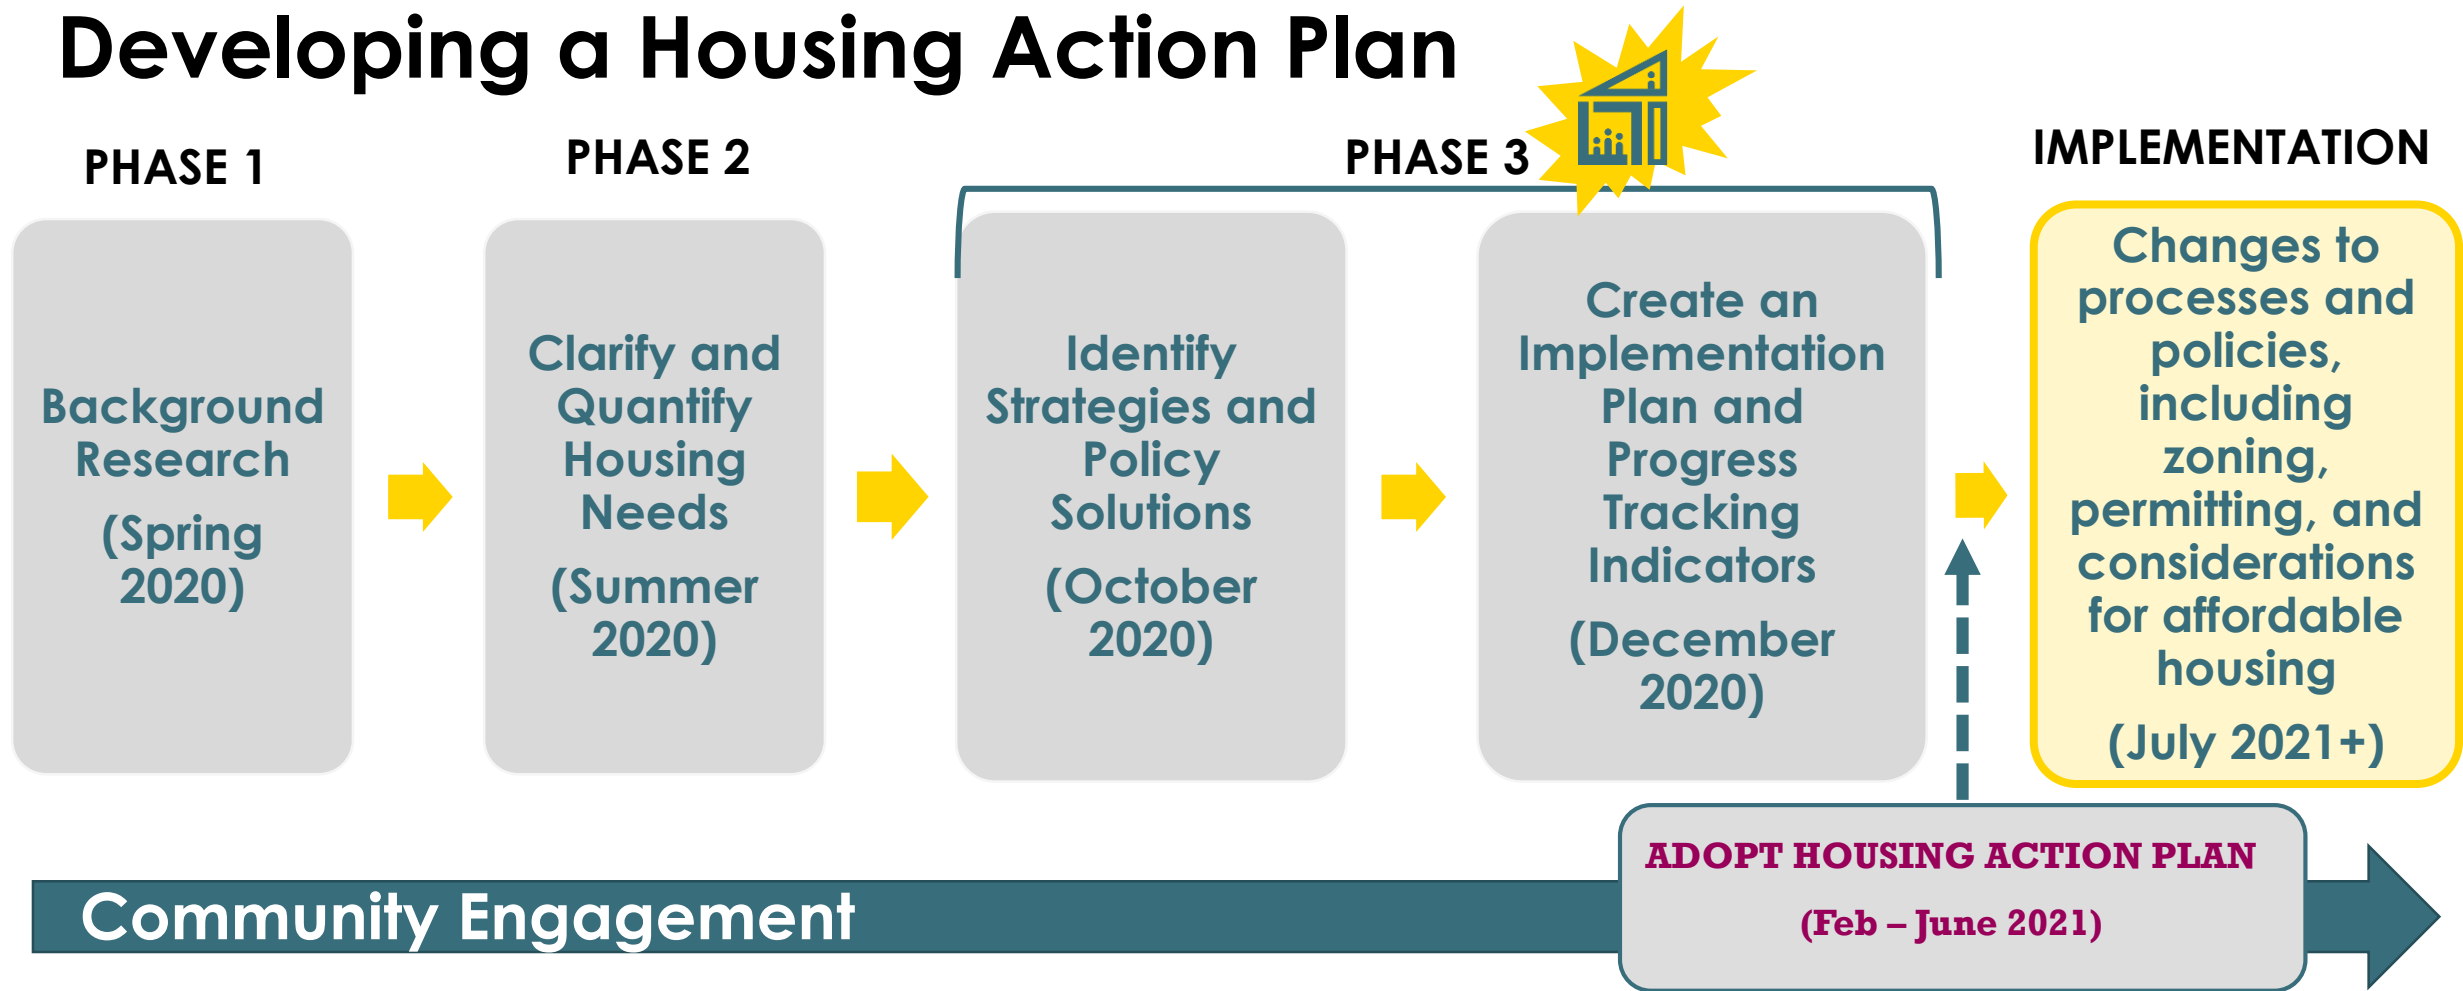 Developing a Housing Action Plan
PHASE 1
Background
Research
(Spring
2020)
PHASE 2
Clarify and
Quantify
Housing
Needs
(Summer
2020)
PHASE 3
Identify
Strategies and
Policy
Solutions
(October
2020)
Create an
Implementation
Plan and
Progress
Tracking
Indicators
(December
2020)
IMPLEMENTATION
Changes to
processes and
policies,
including
zoning,
permitting, and
considerations
for affordable
housing
(July 2021+)
ADOPT HOUSING ACTION PLAN
(Feb – June 2021)
Community Engagement